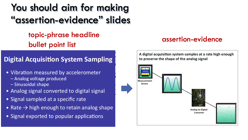 You should aim for making
"assertion-evidence" slides
topic-phrase headline
bullet point list
Digital Acquisition System Sampling
• Vibration measured by accelerometer
– Analog voltage produced
– Sinusoidal shape
• Analog signal converted to digital signal
• Signal sampled at a specific rate
• Rate → high enough to retain analog shape
• Signal exported to popular applications
assertion-evidence
A digital acquisition system samples at a rate high enough
to preserve the shape of the analog signal